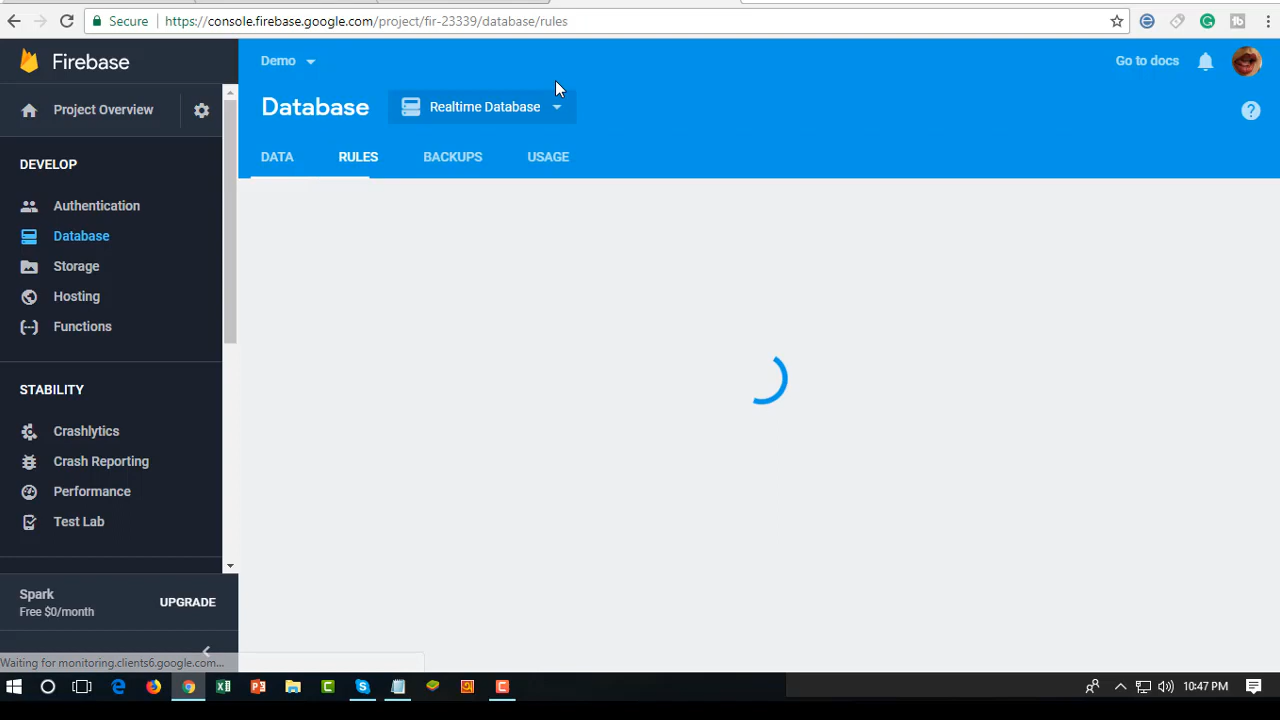 Secure https://console.firebase.google.com/project/fir-23339/database/rules
Firebase
Demo
Go to docs
Project Overview
Database
Realtime Database
DATA
RULES
BACKUPS
USAGE
DEVELOP
Authentication
Database
Storage
Hosting
Functions
STABILITY
Crashlytics
Crash Reporting
Performance
Test Lab
Spark
Free $0/month
UPGRADE
Waiting for monitoring.clients6.google.com...
10:47 PM